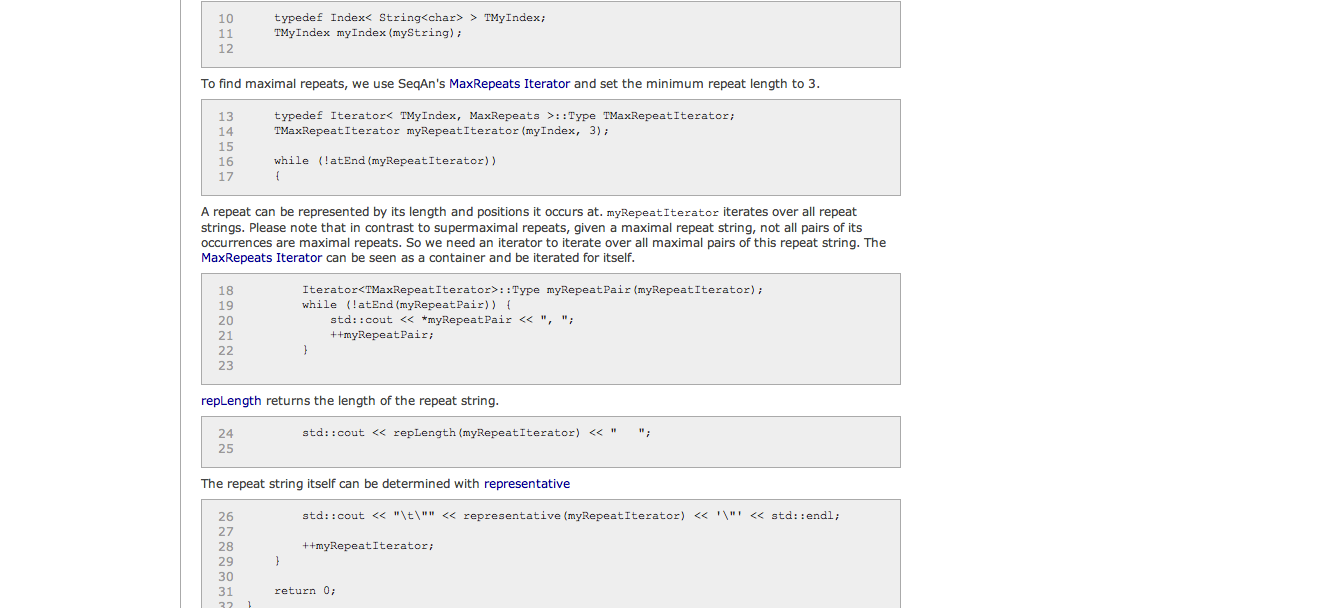 10 typedef Index< String<char> > TMyIndex;
11 TMyIndex myIndex(myString);
12
To find maximal repeats, we use SeqAn's MaxRepeats Iterator and set the minimum repeat length to 3.
13 typedef Iterator< TMyIndex, MaxRepeats >::Type TMaxRepeatIterator;
14 TMaxRepeatIterator myRepeatIterator(myIndex, 3);
15
16 while (!atEnd(myRepeatIterator))
17 {
A repeat can be represented by its length and positions it occurs at. myRepeatIterator iterates over all repeat
strings. Please note that in contrast to supermaximal repeats, given a maximal repeat string, not all pairs of its
occurrences are maximal repeats. So we need an iterator to iterate over all maximal pairs of this repeat string. The
MaxRepeats Iterator can be seen as a container and be iterated for itself.
18 Iterator<TMaxRepeatIterator>::Type myRepeatPair(myRepeatIterator);
19 while (!atEnd(myRepeatPair)) {
20 std::cout << *myRepeatPair << ", ";
21 ++myRepeatPair;
22 }
23
repLength returns the length of the repeat string.
24 std::cout << repLength(myRepeatIterator) << "   ";
25
The repeat string itself can be determined with representative
26 std::cout << "\t\"" << representative(myRepeatIterator) << '\"' << std::endl;
27
28 ++myRepeatIterator;
29 }
30
31 return 0;
32 }